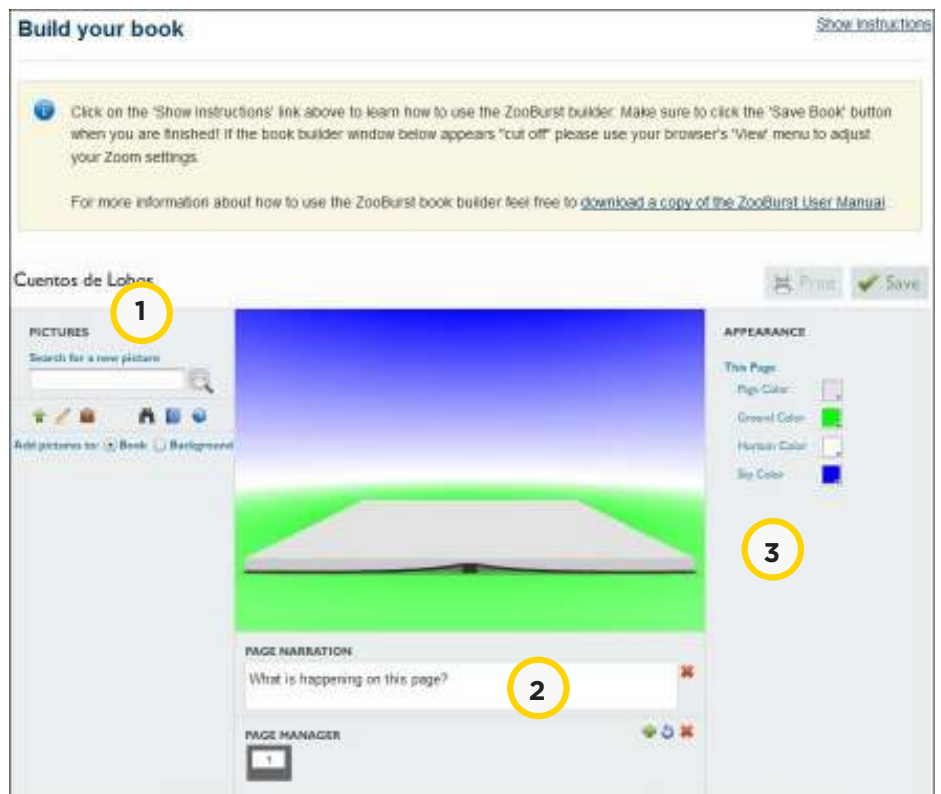 Build your book
Show Instructions
Click on the 'Show Instructions' link above to learn how to use the ZooBurst builder. Make sure to click the 'Save Book' button
when you are finished! If the book builder window below appears "cut off" please use your browser's 'View' menu to adjust
your Zoom settings.
For more information about how to use the ZooBurst book builder feel free to download a copy of the ZooBurst User Manual
Cuentos de Lobos
Print
Save
1
PICTURES
Search for a new picture
Add pictures to: Book Background
APPEARANCE
This Page
Page Color
Ground Color
Horizon Color
Sky Color
3
PAGE NARRATION
What is happening on this page?
2
PAGE MANAGER
1